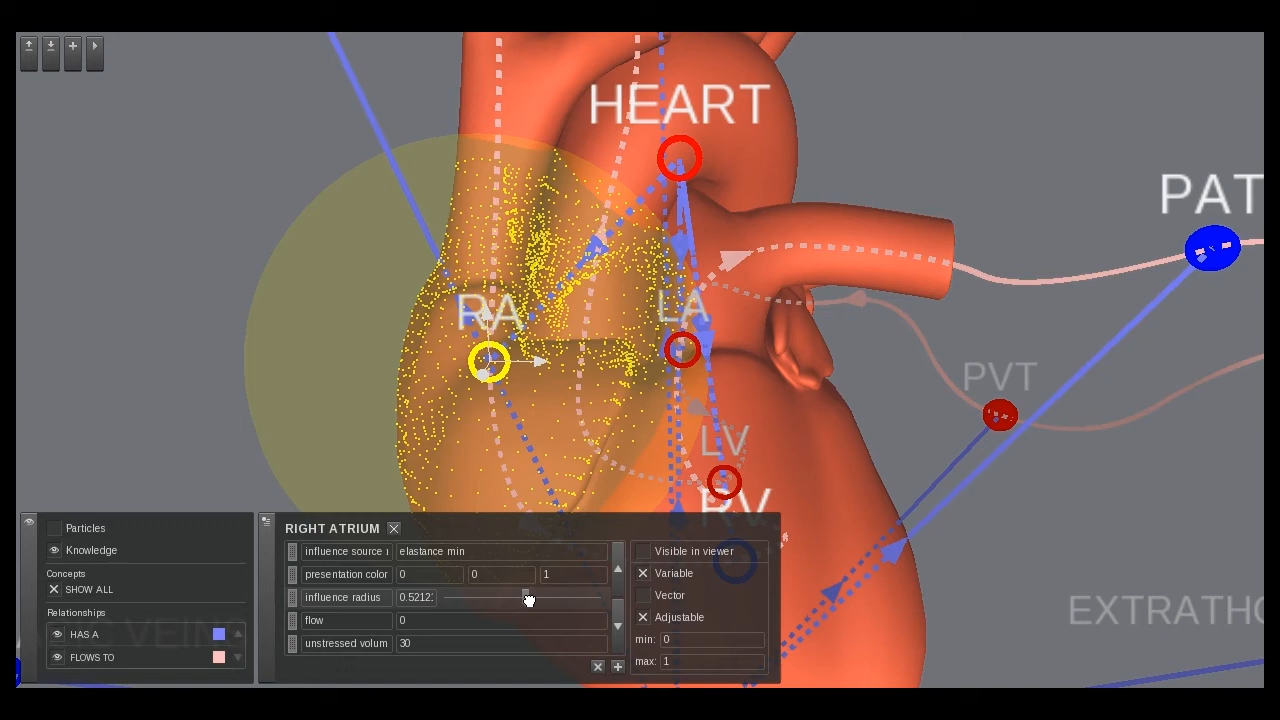 HEART
PAT
RA
LA
PVT
LV
RV
EXTRATHO
VEIN
Particles
Knowledge
Concepts
SHOW ALL
Relationships
HAS A
FLOWS TO
RIGHT ATRIUM
influence source elastance min
presentation color 0 0 1
influence radius 0.5212
flow 0
unstressed volum 30
Visible in viewer
Variable
Vector
Adjustable
min: 0
max: 1